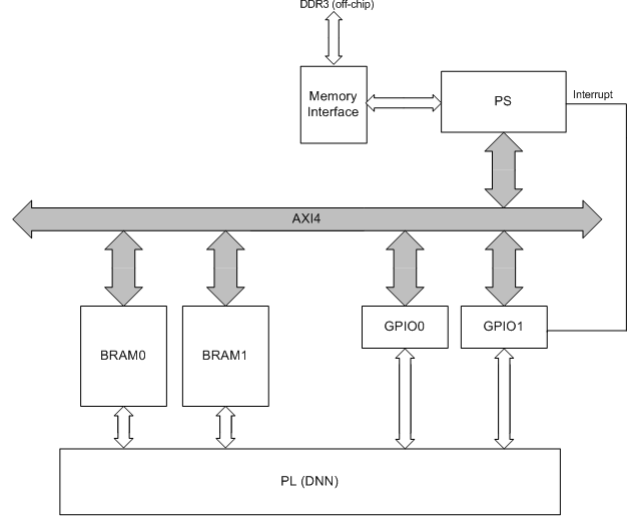 DDR3 (off-chip)
Memory
Interface
PS
Interrupt
AXI4
BRAM0
BRAM1
GPIO0
GPIO1
PL (DNN)